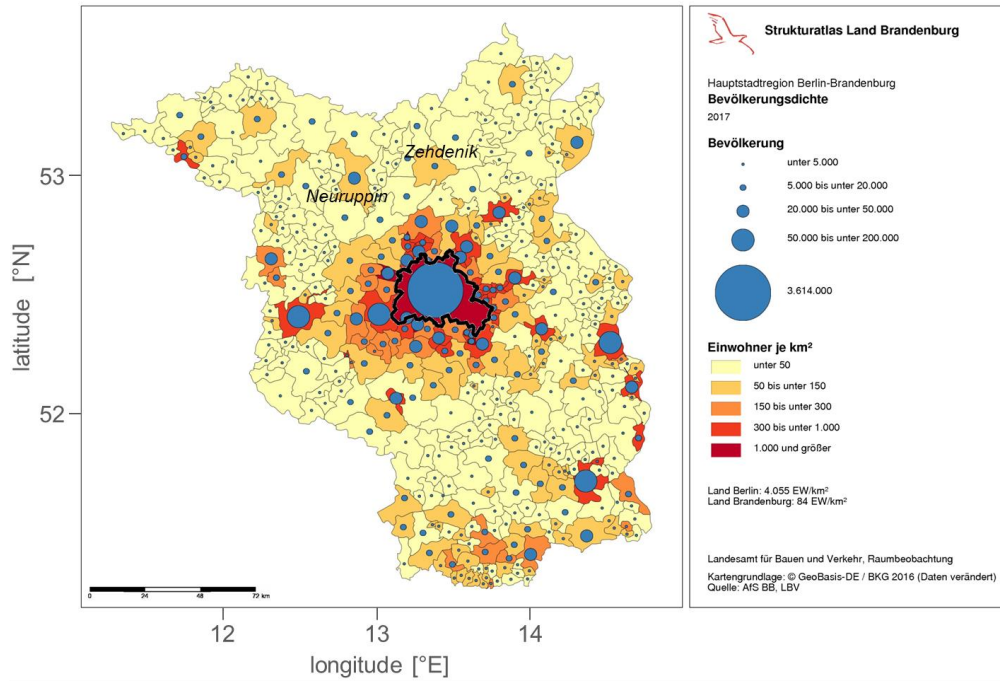 Zehdenik
Neuruppin
53
52
latitude [°N]
0 24 48 72 km
12 13 14
longitude [°E]
Strukturatlas Land Brandenburg
Hauptstadtregion Berlin-Brandenburg
Bevölkerungsdichte
2017
Bevölkerung
unter 5.000
5.000 bis unter 20.000
20.000 bis unter 50.000
50.000 bis unter 200.000
3.614.000
Einwohner je km²
unter 50
50 bis unter 150
150 bis unter 300
300 bis unter 1.000
1.000 und größer
Land Berlin: 4.055 EW/km²
Land Brandenburg: 84 EW/km²
Landesamt für Bauen und Verkehr, Raumbeobachtung
Kartengrundlage: © GeoBasis-DE / BKG 2016 (Daten verändert)
Quelle: AfS BB, LBV